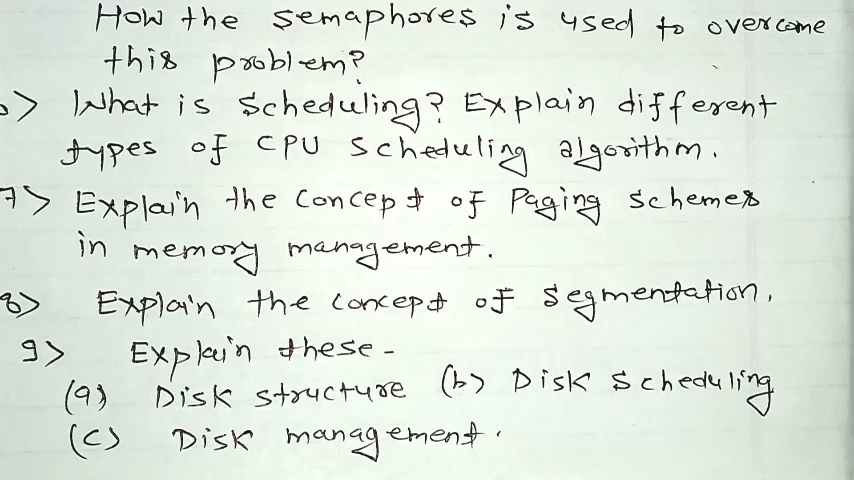 How the semaphores is used to overcome
this problem?
> What is Scheduling? Explain different
types of CPU Scheduling algorithm.
7> Explain the concept of Paging schemes
in memory management.
8> Explain the concept of segmentation.
9> Explain these -
(a) Disk structure (b) Disk Scheduling
(c) Disk management.